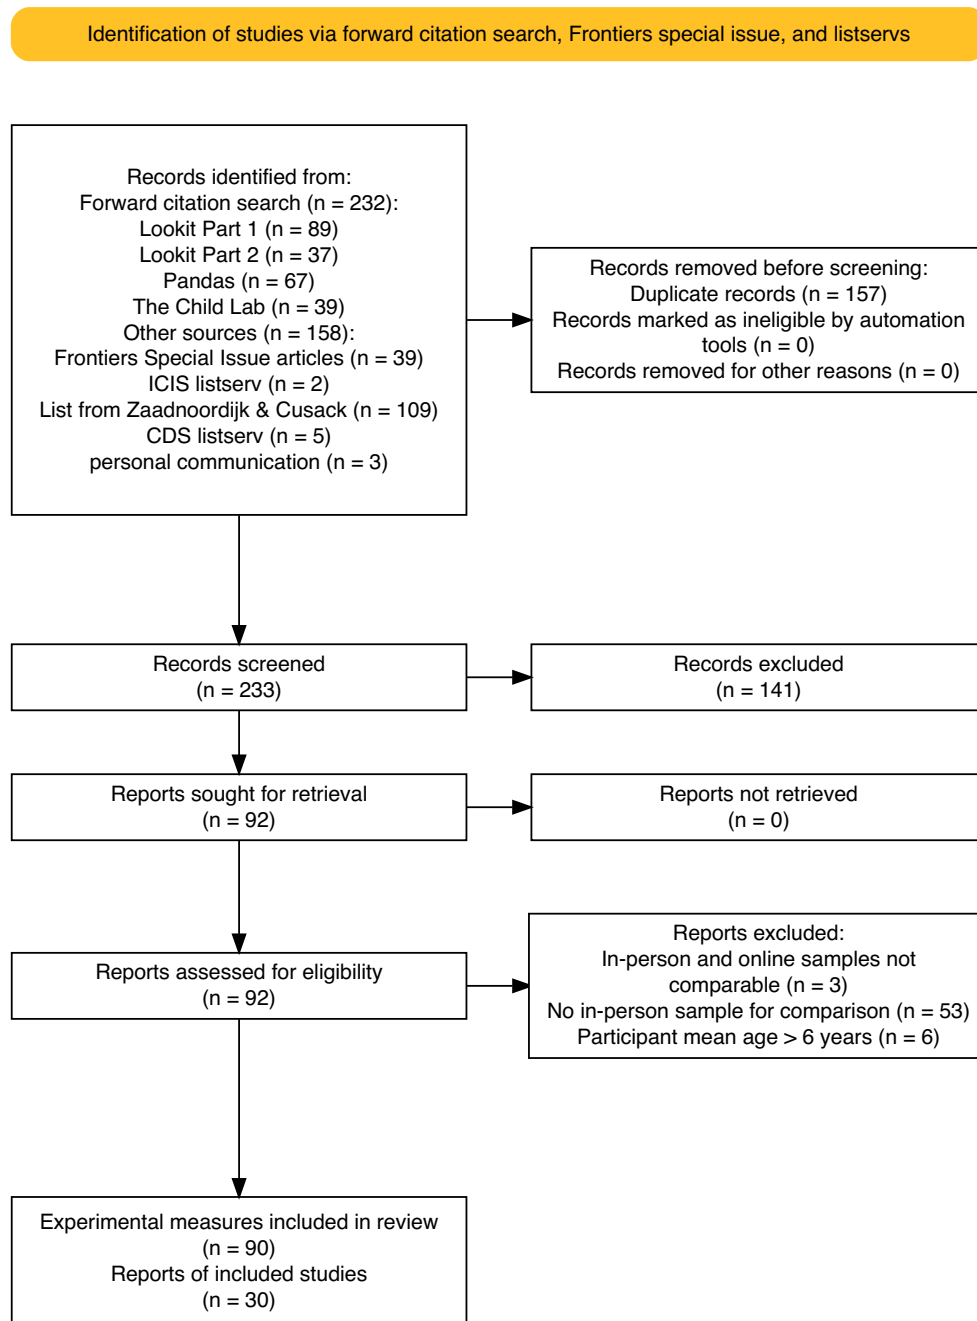 Identification of studies via forward citation search, Frontiers special issue, and listservs
Records identified from:
Forward citation search (n = 232):
Lookit Part 1 (n = 89)
Lookit Part 2 (n = 37)
Pandas (n = 67)
The Child Lab (n = 39)
Other sources (n = 158):
Frontiers Special Issue articles (n = 39)
ICIS listserv (n = 2)
List from Zaadnoordijk & Cusack (n = 109)
CDS listserv (n = 5)
personal communication (n = 3)
Records removed before screening:
Duplicate records (n = 157)
Records marked as ineligible by automation
tools (n = 0)
Records removed for other reasons (n = 0)
Records screened
(n = 233)
Records excluded
(n = 141)
Reports sought for retrieval
(n = 92)
Reports not retrieved
(n = 0)
Reports assessed for eligibility
(n = 92)
Reports excluded:
In-person and online samples not
comparable (n = 3)
No in-person sample for comparison (n = 53)
Participant mean age > 6 years (n = 6)
Experimental measures included in review
(n = 90)
Reports of included studies
(n = 30)